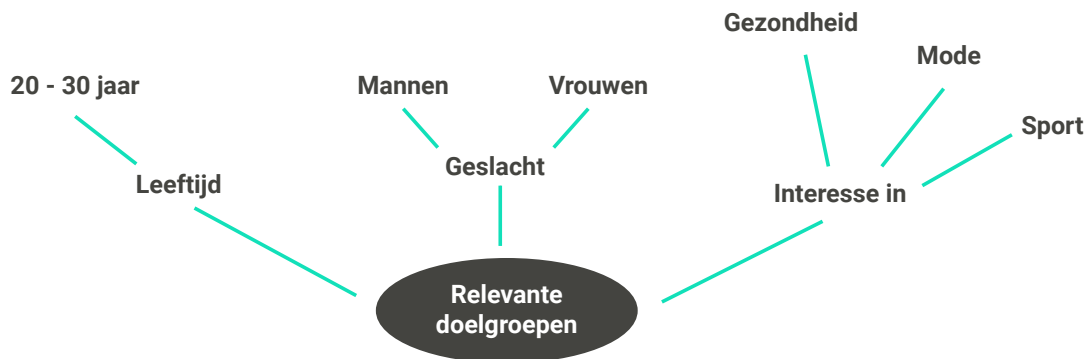 Gezondheid
Mode
20 - 30 jaar
Mannen
Vrouwen
Sport
Geslacht
Leeftijd
Interesse in
Relevante
doelgroepen